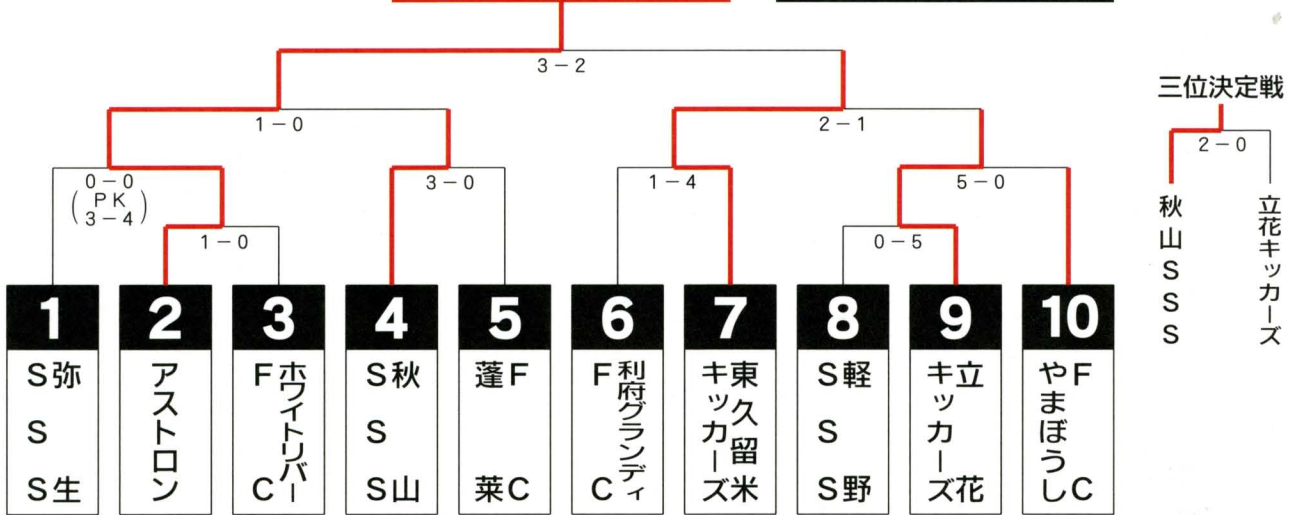 3－2
1－0
2－1
0－0
(PK
3－4)
3－0
1－4
5－0
1－0
0－5
1
2
3
4
5
6
7
8
9
10
弥生SSS
アストロン
ホワイトリバーFC
秋山SSS
蓬莱FC
利府グランディFC
東久留米キッカーズ
軽野SSS
立花キッカーズ
やまぼうしFC
三位決定戦
2－0
秋山SSS
立花キッカーズ